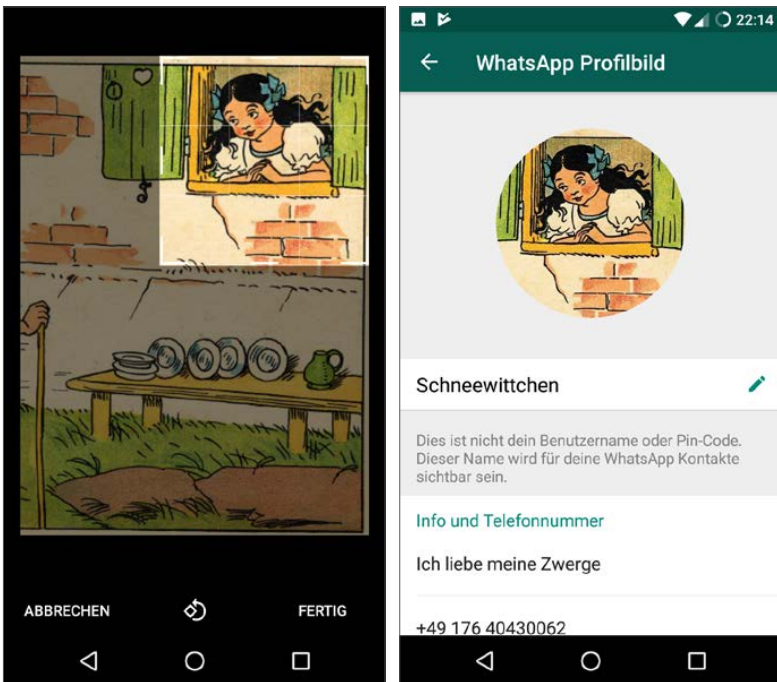 ABBRECHEN
FERTIG
22:14
WhatsApp Profilbild
Schneewittchen
Dies ist nicht dein Benutzername oder Pin-Code.
Dieser Name wird für deine WhatsApp Kontakte
sichtbar sein.
Info und Telefonnummer
Ich liebe meine Zwerge
+49 176 40430062